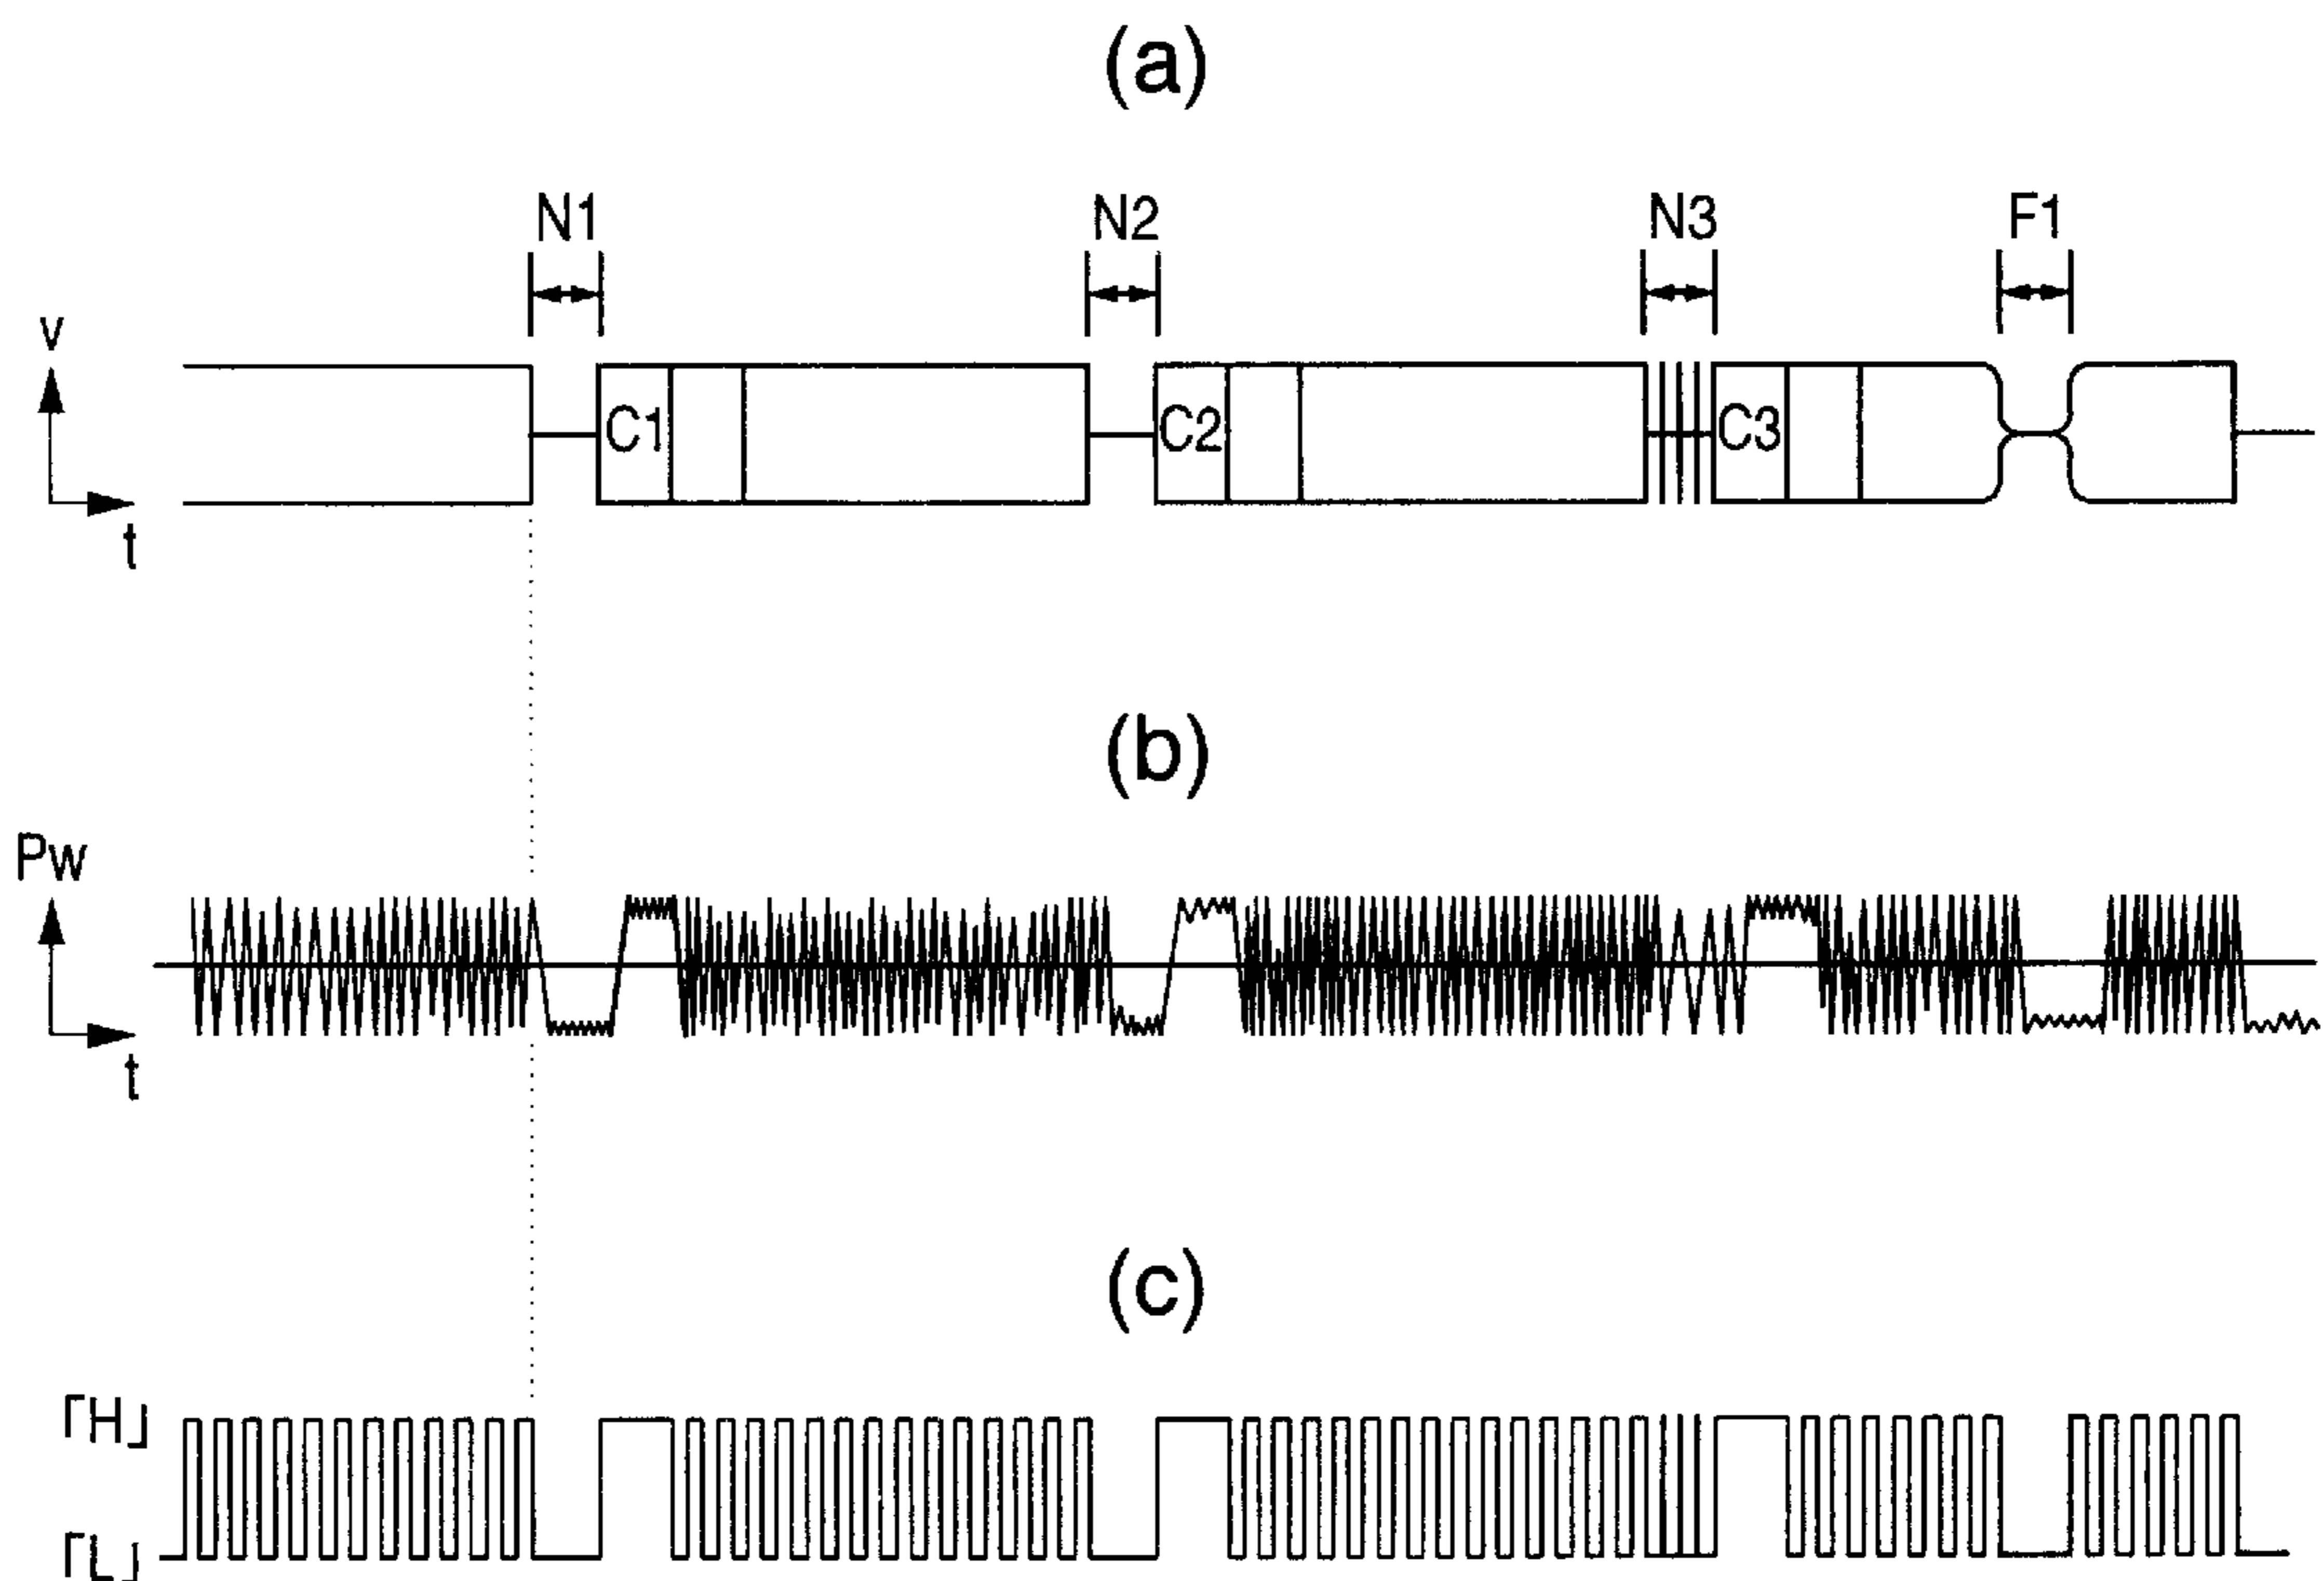 (a)
N1 N2 N3 F1
v
C1 C2 C3
t
(b)
Pw
t
(c)
「H」
「L」